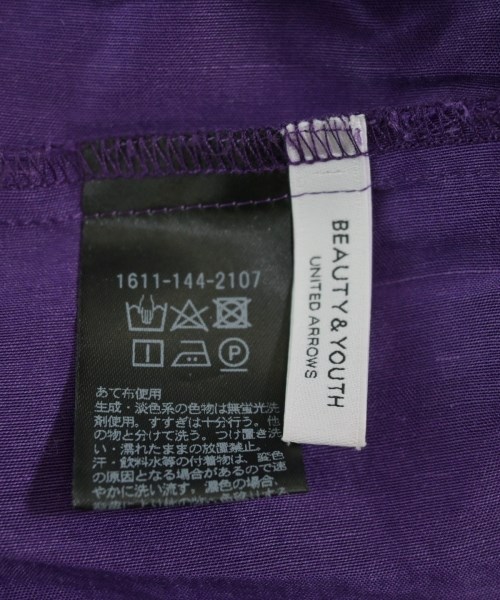 1611-144-2107
あて布使用
生成・淡色系の色物は無蛍光洗
剤使用。すすぎは十分行う。他
の物と分けて洗う。つけ置き洗
い・濡れたままの放置は禁止。
汗・飲料水等の付着物は、変色
の原因となる場合があるので速
やかに洗い流す。濃色の場合、
BEAUTY & YOUTH
UNITED ARROWS